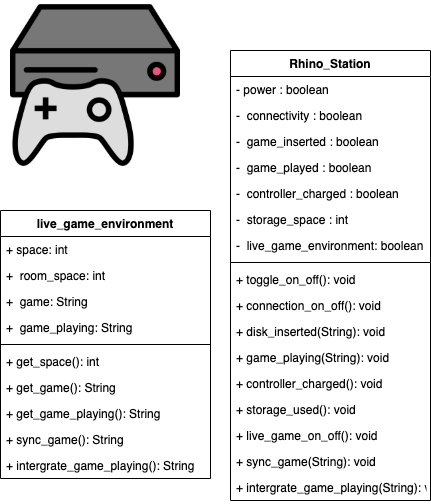 Rhino_Station
- power : boolean
- connectivity : boolean
- game_inserted : boolean
- game_played : boolean
- controller_charged : boolean
- storage_space : int
- live_game_environment: boolean
+ toggle_on_off(): void
+ connection_on_off(): void
+ disk_inserted(String): void
+ game_playing(String): void
+ controller_charged(): void
+ storage_used(): void
+ live_game_on_off(): void
+ sync_game(String): void
+ intergrate_game_playing(String):
live_game_environment
+ space: int
+ room_space: int
+ game: String
+ game_playing: String
+ get_space(): int
+ get_game(): String
+ get_game_playing(): String
+ sync_game(): String
+ intergrate_game_playing(): String